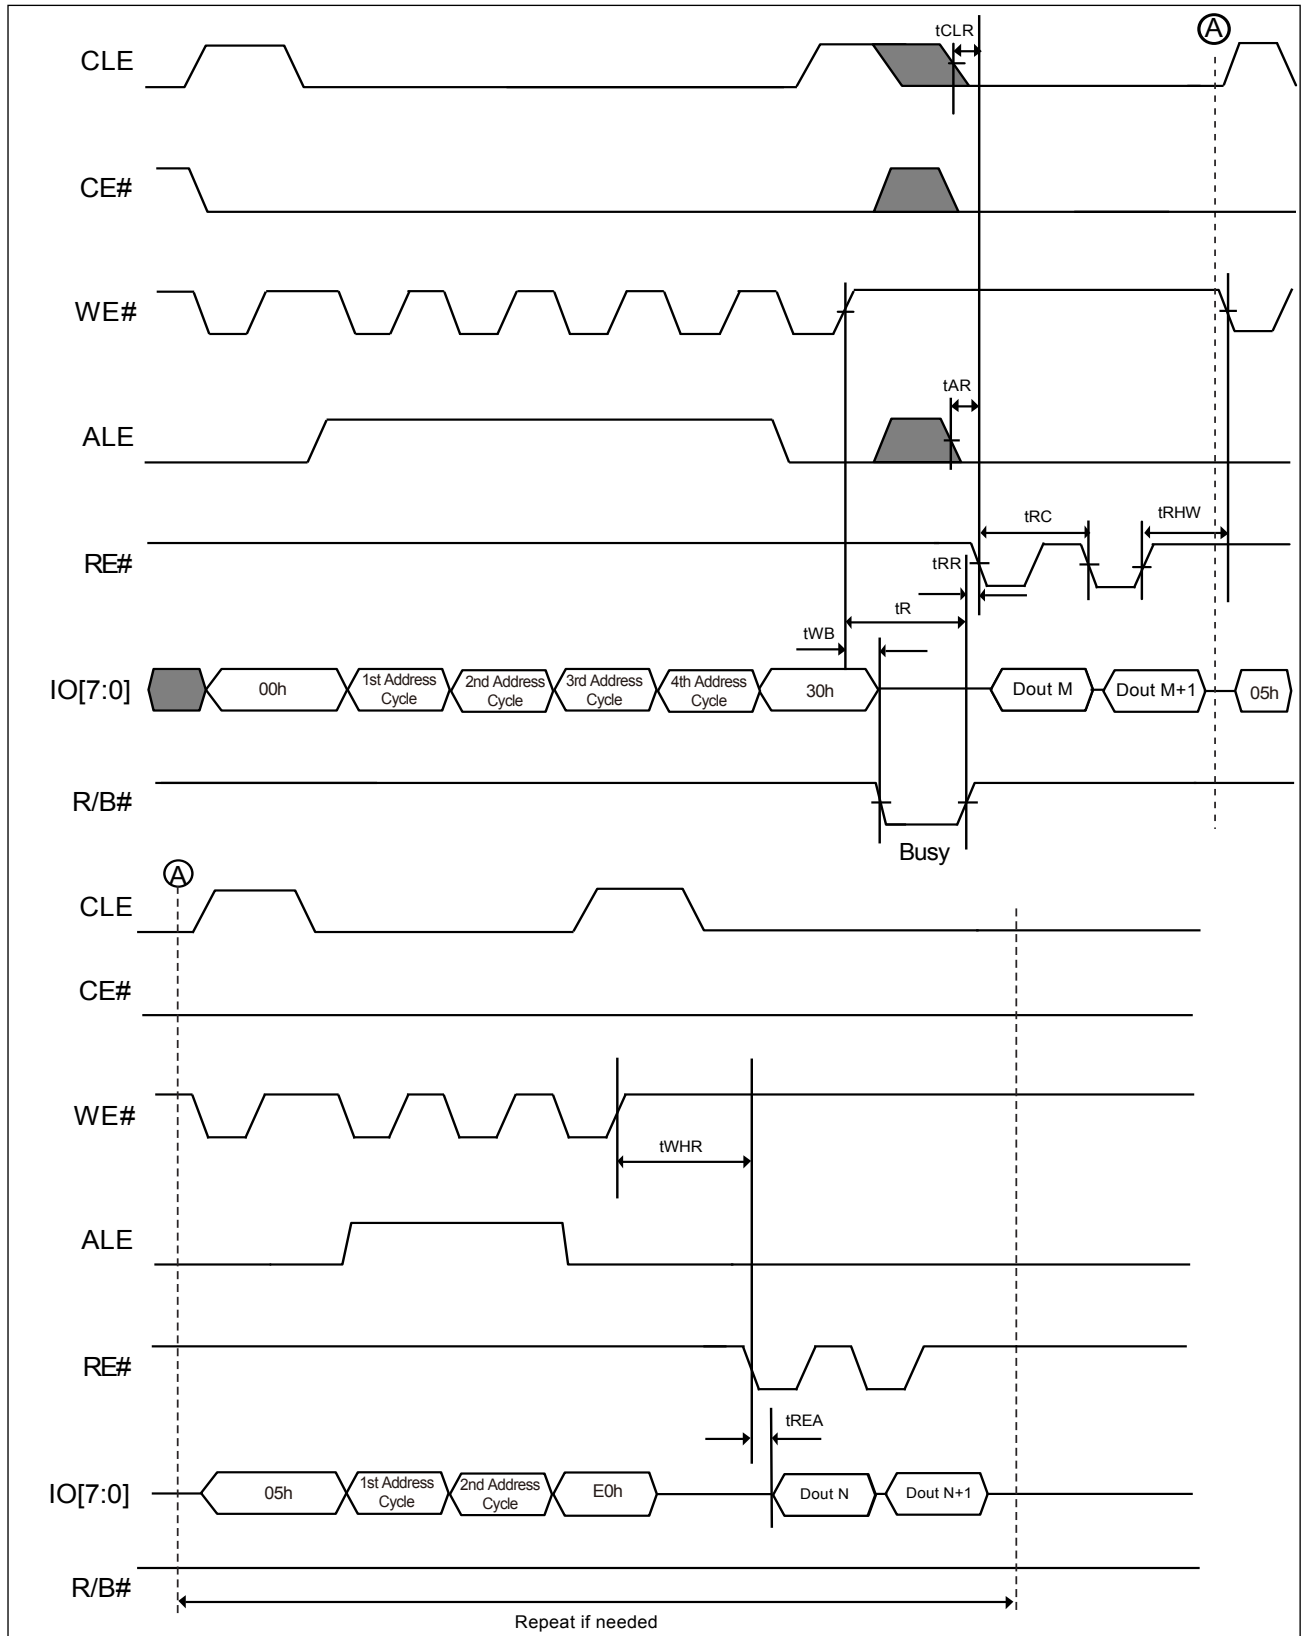 tCLR
A
CLE
CE#
WE#
tAR
ALE
tRC
tRHW
RE#
tRR
tR
tWB
IO[7:0]
00h
1st Address
Cycle
2nd Address
Cycle
3rd Address
Cycle
4th Address
Cycle
30h
Dout M
Dout M+1
05h
R/B#
Busy
A
CLE
CE#
WE#
tWHR
ALE
RE#
tREA
IO[7:0]
05h
1st Address
Cycle
2nd Address
Cycle
E0h
Dout N
Dout N+1
R/B#
Repeat if needed